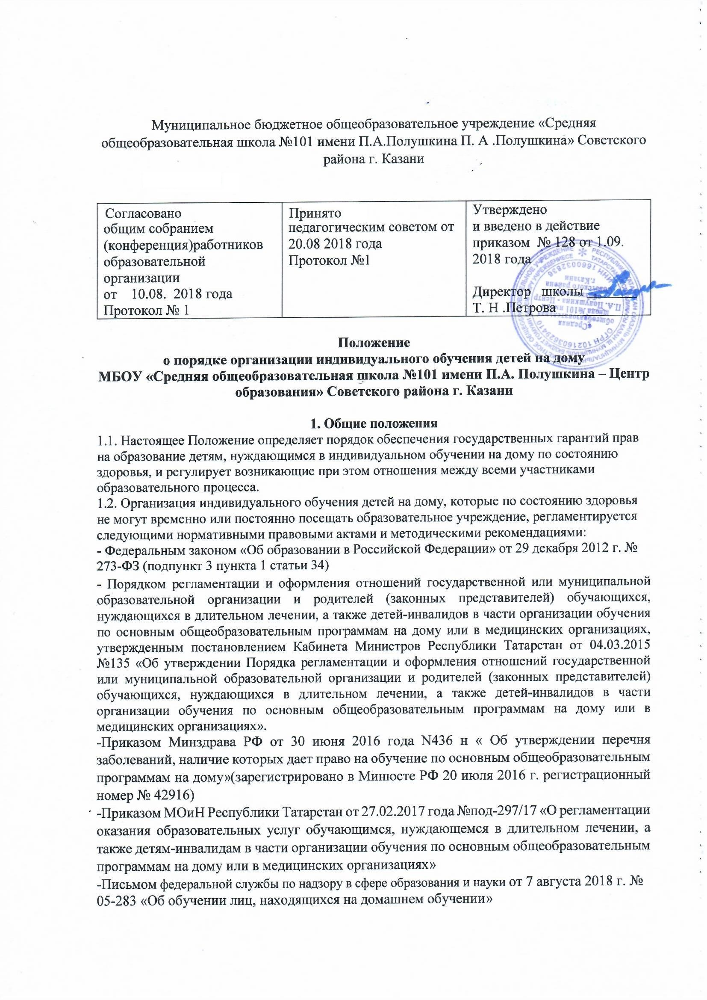 Муниципальное бюджетное общеобразовательное учреждение «Средняя
общеобразовательная школа №101 имени П.А.Полушкина П. А .Полушкина» Советского
района г. Казани
Согласовано
общим собранием
(конференция)работников
образовательной
организации
от 10.08. 2018 года
Протокол № 1
Принято
педагогическим советом от
20.08 2018 года
Протокол №1
Утверждено
и введено в действие
приказом № 128 от 1.09.
2018 года
Директор школы
Т. Н .Петрова
Положение
о порядке организации индивидуального обучения детей на дому
МБОУ «Средняя общеобразовательная школа №101 имени П.А. Полушкина – Центр
образования» Советского района г. Казани
1. Общие положения
1.1. Настоящее Положение определяет порядок обеспечения государственных гарантий прав
на образование детям, нуждающимся в индивидуальном обучении на дому по состоянию
здоровья, и регулирует возникающие при этом отношения между всеми участниками
образовательного процесса.
1.2. Организация индивидуального обучения детей на дому, которые по состоянию здоровья
не могут временно или постоянно посещать образовательное учреждение, регламентируется
следующими нормативными правовыми актами и методическими рекомендациями:
- Федеральным законом «Об образовании в Российской Федерации» от 29 декабря 2012 г. №
273-ФЗ (подпункт 3 пункта 1 статьи 34)
- Порядком регламентации и оформления отношений государственной или муниципальной
образовательной организации и родителей (законных представителей) обучающихся,
нуждающихся в длительном лечении, а также детей-инвалидов в части организации обучения
по основным общеобразовательным программам на дому или в медицинских организациях,
утвержденным постановлением Кабинета Министров Республики Татарстан от 04.03.2015
№135 «Об утверждении Порядка регламентации и оформления отношений государственной
или муниципальной образовательной организации и родителей (законных представителей)
обучающихся, нуждающихся в длительном лечении, а также детей-инвалидов в части
организации обучения по основным общеобразовательным программам на дому или в
медицинских организациях».
-Приказом Минздрава РФ от 30 июня 2016 года N436 н « Об утверждении перечня
заболеваний, наличие которых дает право на обучение по основным общеобразовательным
программам на дому»(зарегистрировано в Минюсте РФ 20 июля 2016 г. регистрационный
номер № 42916)
-Приказом МОиН Республики Татарстан от 27.02.2017 года №под-297/17 «О регламентации
оказания образовательных услуг обучающимся, нуждающемся в длительном лечении, а
также детям-инвалидам в части организации обучения по основным общеобразовательным
программам на дому или в медицинских организациях»
-Письмом федеральной службы по надзору в сфере образования и науки от 7 августа 2018 г. №
05-283 «Об обучении лиц, находящихся на домашнем обучении»